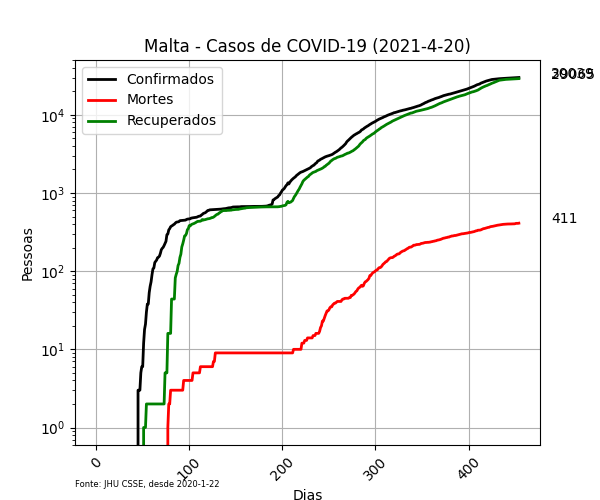 Malta - Casos de COVID-19 (2021-4-20)
Confirmados
Mortes
Recuperados
411
Pessoas
10⁴
10³
10²
10¹
10⁰
0
100
200
300
400
Dias
Fonte: JHU CSSE, desde 2020-1-22